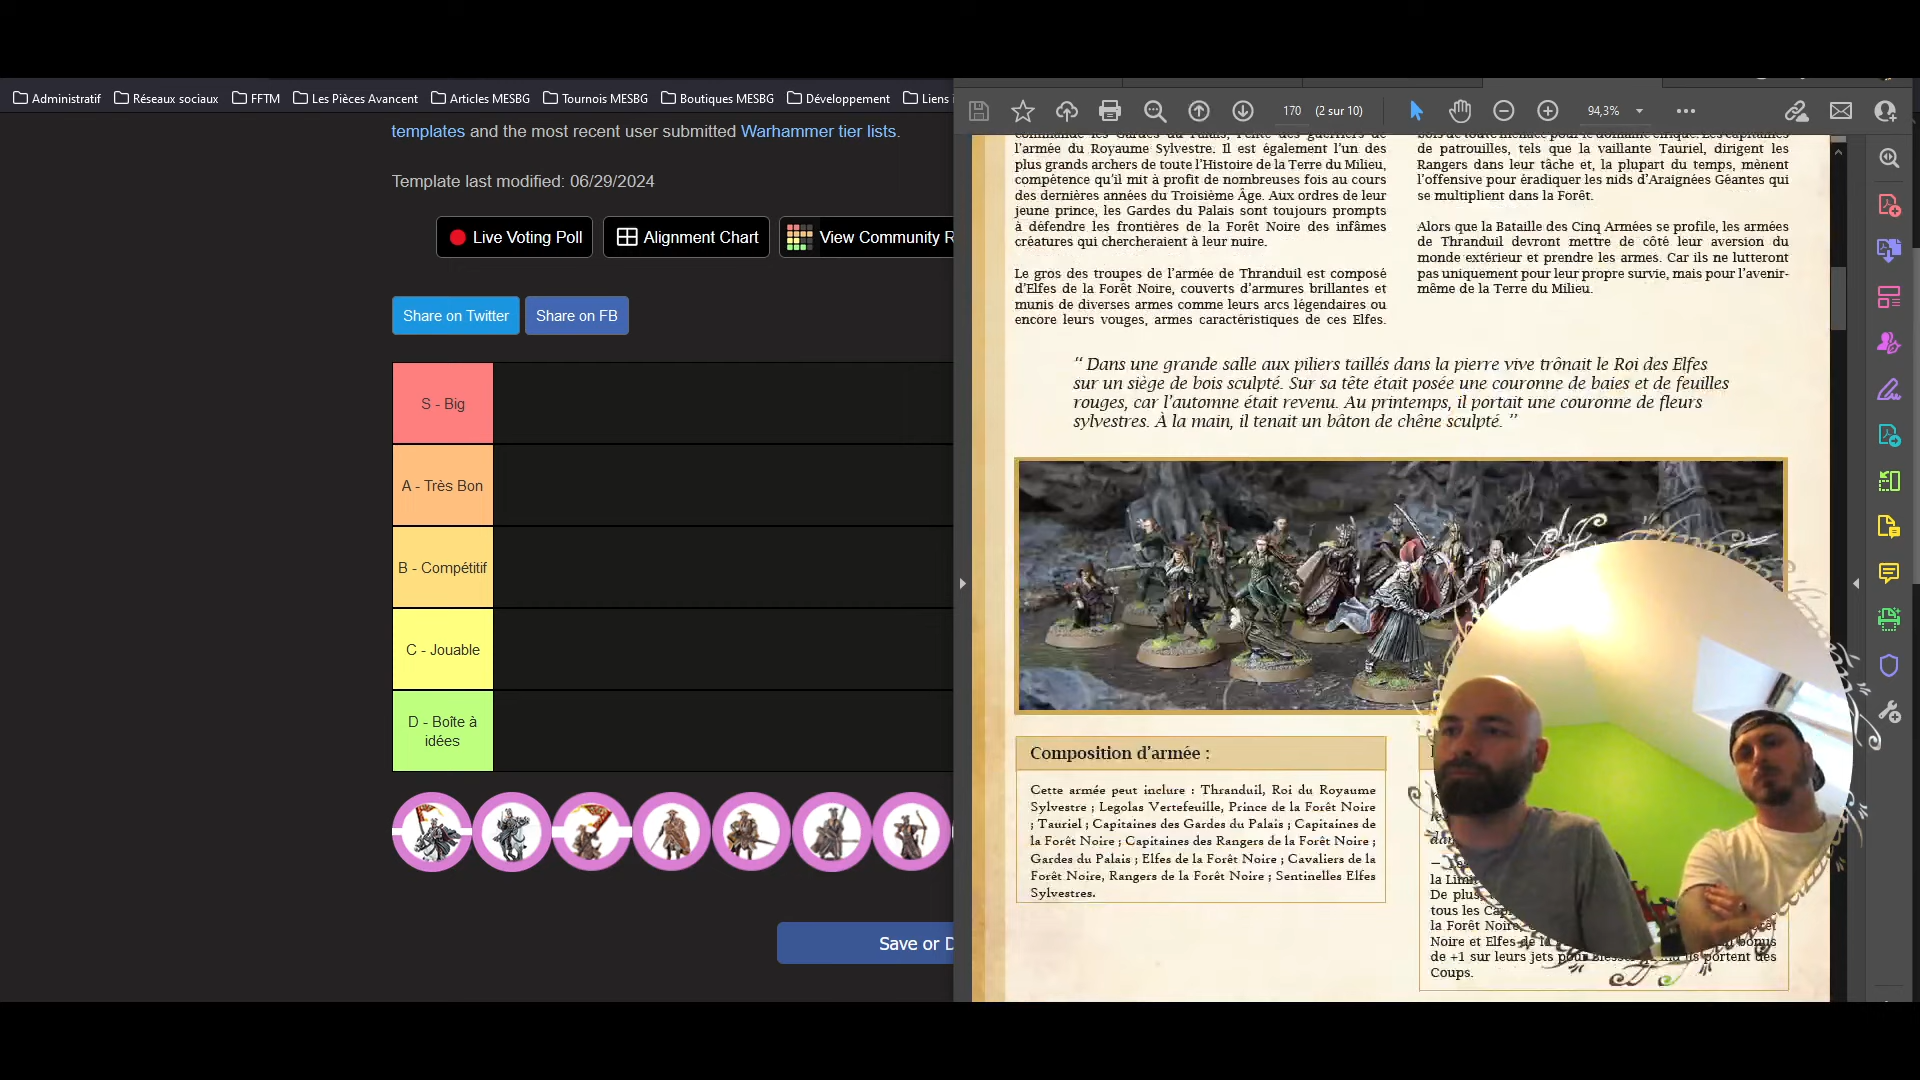 Administratif Réseaux sociaux FFTM Les Pièces Avancent Articles MESBG Tournois MESBG Boutiques MESBG Développement Liens
templates and the most recent user submitted Warhammer tier lists.
Template last modified: 06/29/2024
Live Voting Poll Alignment Chart View Community R
Share on Twitter Share on FB
S - Big
A - Très Bon
B - Compétitif
C - Jouable
D - Boîte à
idées
Save or D
170 (2 sur 10) 94,3%
l'armée du Royaume Sylvestre. Il est également l'un des
plus grands archers de toute l'Histoire de la Terre du Milieu,
compétence qu'il mit à profit de nombreuses fois au cours
des dernières années du Troisième Âge. Aux ordres de leur
jeune prince, les Gardes du Palais sont toujours prompts
à défendre les frontières de la Forêt Noire des infâmes
créatures qui chercheraient à leur nuire.
Le gros des troupes de l'armée de Thranduil est composé
d'Elfes de la Forêt Noire, couverts d'armures brillantes et
munis de diverses armes comme leurs arcs légendaires ou
encore leurs vouges, armes caractéristiques de ces Elfes.
de patrouilles, tels que la vaillante Tauriel, dirigent les
Rangers dans leur tâche et, la plupart du temps, mènent
l'offensive pour éradiquer les nids d'Araignées Géantes qui
se multiplient dans la Forêt.
Alors que la Bataille des Cinq Armées se profile, les armées
de Thranduil devront mettre de côté leur aversion du
monde extérieur et prendre les armes. Car ils ne lutteront
pas uniquement pour leur propre survie, mais pour l'avenir-
même de la Terre du Milieu.
“ Dans une grande salle aux piliers taillés dans la pierre vive trônait le Roi des Elfes
sur un siège de bois sculpté. Sur sa tête était posée une couronne de baies et de feuilles
rouges, car l'automne était revenu. Au printemps, il portait une couronne de fleurs
sylvestres. À la main, il tenait un bâton de chêne sculpté. ”
Composition d'armée :
Cette armée peut inclure : Thranduil, Roi du Royaume
Sylvestre ; Legolas Vertefeuille, Prince de la Forêt Noire
; Tauriel ; Capitaines des Gardes du Palais ; Capitaines de
la Forêt Noire ; Capitaines des Rangers de la Forêt Noire ;
Gardes du Palais ; Elfes de la Forêt Noire ; Cavaliers de la
Forêt Noire, Rangers de la Forêt Noire ; Sentinelles Elfes
Sylvestres.
la Limi
De plus,
tous les Cap
la Forêt Noire,
Noire et Elfes de bonus
de +1 sur leurs jets pour portent des
Coups.